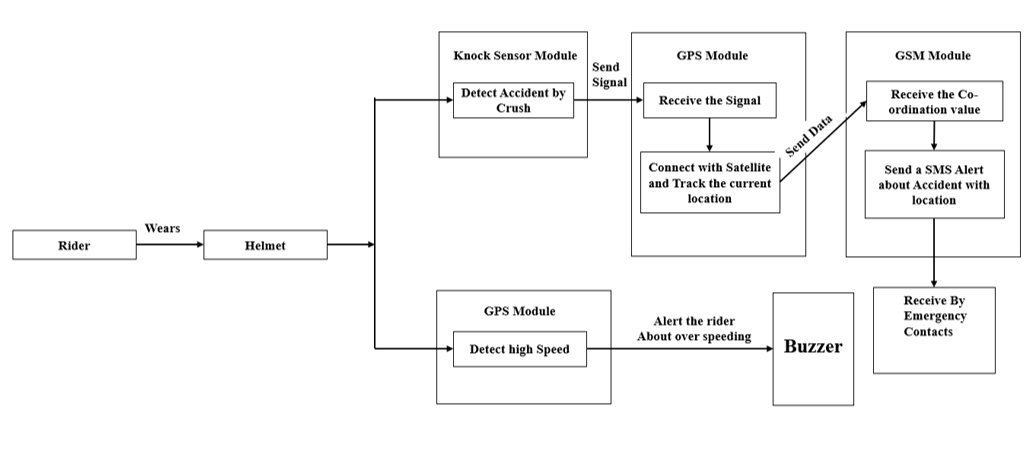 Rider
Wears
Helmet
Knock Sensor Module
Detect Accident by
Crush
Send
Signal
GPS Module
Receive the Signal
Connect with Satellite
and Track the current
location
Send Data
GSM Module
Receive the Co-
ordination value
Send a SMS Alert
about Accident with
location
Receive By
Emergency
Contacts
GPS Module
Detect high Speed
Alert the rider
About over speeding
Buzzer